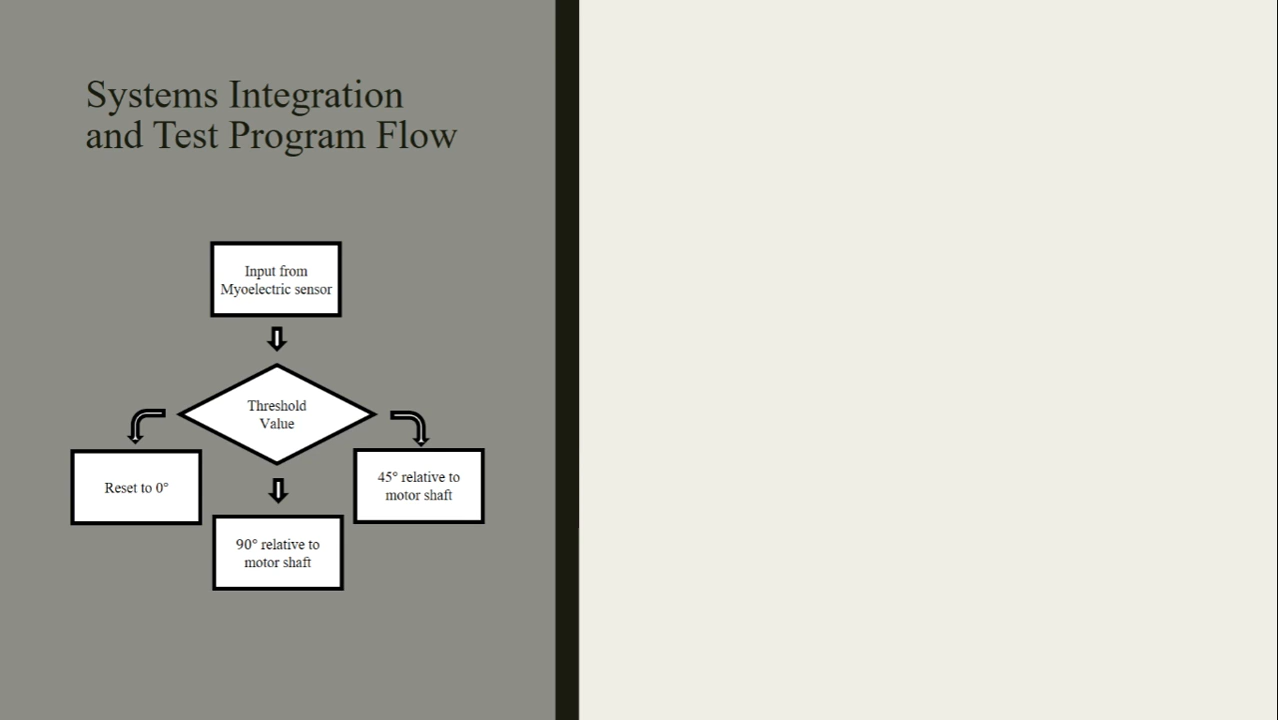 Systems Integration
and Test Program Flow
Input from
Myoelectric sensor
Threshold
Value
Reset to 0°
45° relative to
motor shaft
90° relative to
motor shaft